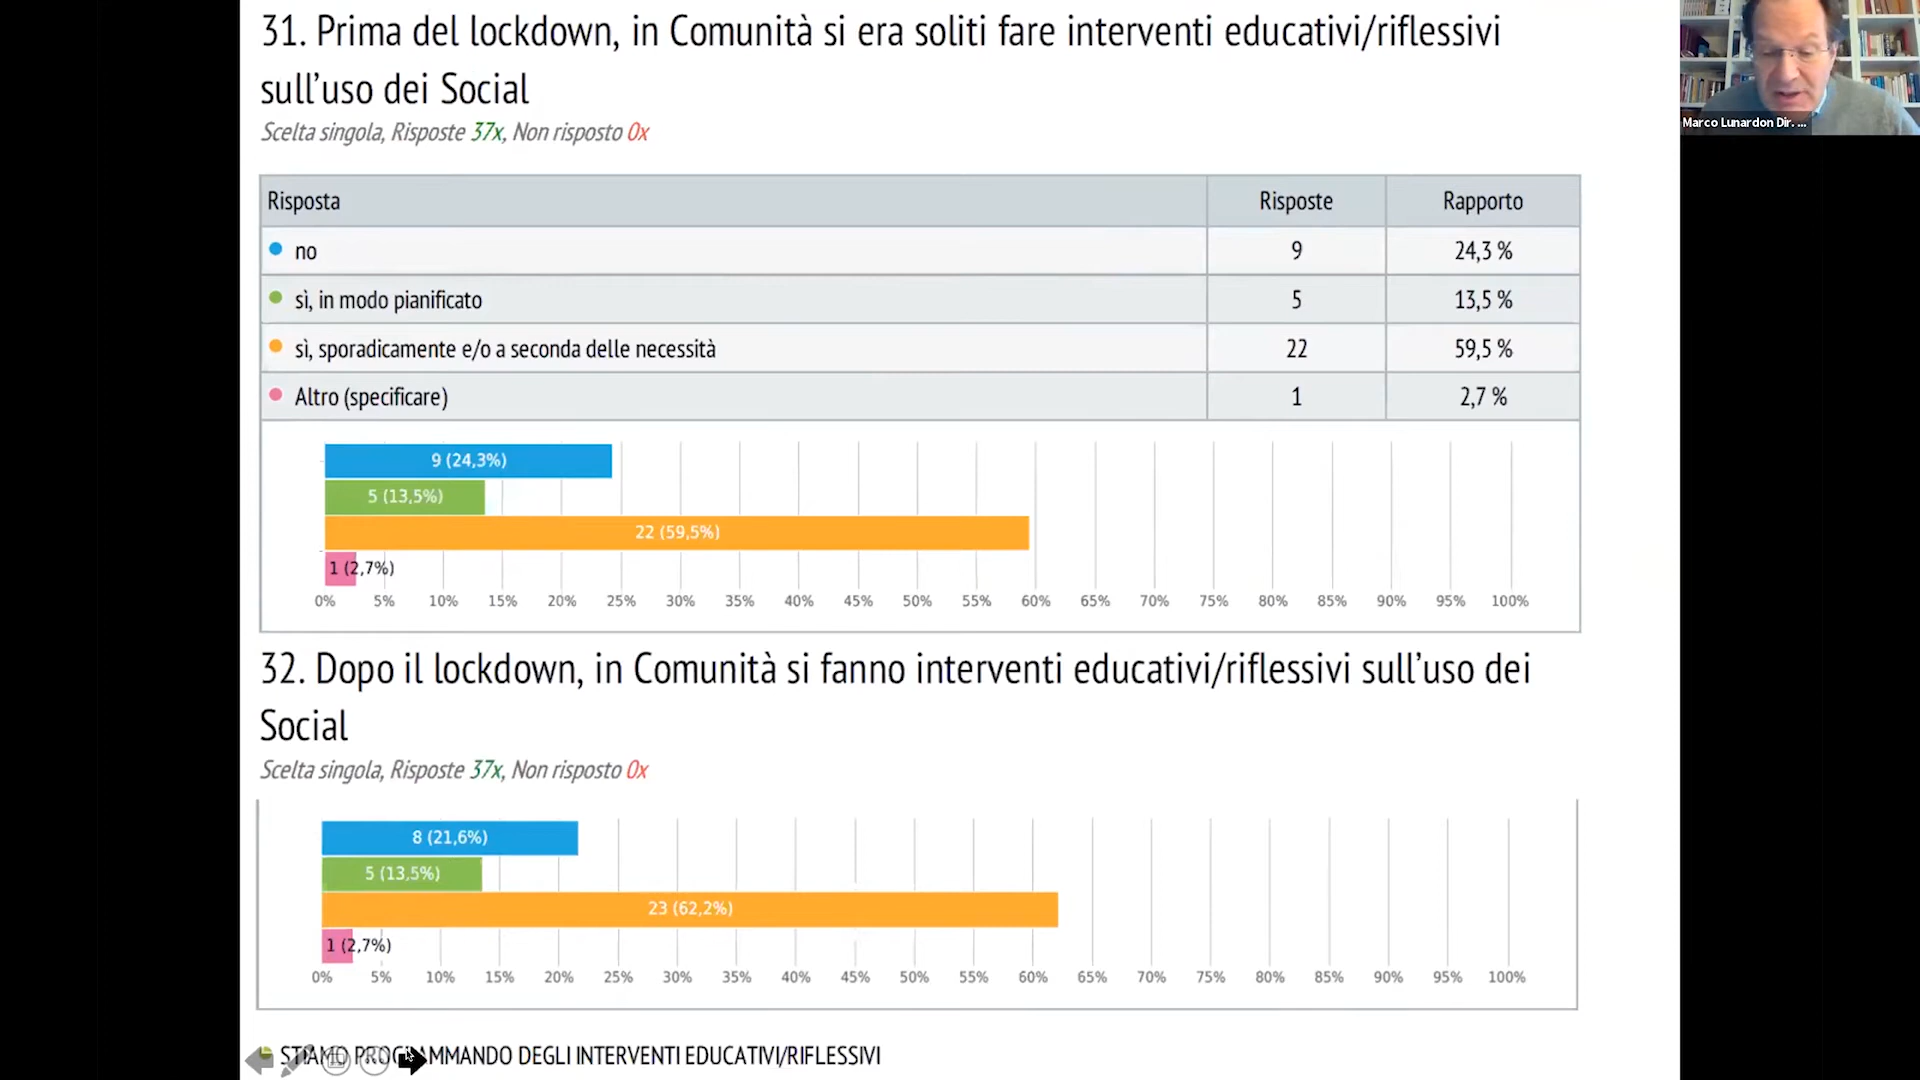 31. Prima del lockdown, in Comunità si era soliti fare interventi educativi/riflessivi
sull'uso dei Social
Scelta singola, Risposte 37x, Non risposto 0x
Marco Lunardon Dir. ...
Risposta Risposte Rapporto
no 9 24,3 %
sì, in modo pianificato 5 13,5 %
sì, sporadicamente e/o a seconda delle necessità 22 59,5 %
Altro (specificare) 1 2,7 %
9 (24,3%)
5 (13,5%)
22 (59,5%)
1 (2,7%)
0% 5% 10% 15% 20% 25% 30% 35% 40% 45% 50% 55% 60% 65% 70% 75% 80% 85% 90% 95% 100%
32. Dopo il lockdown, in Comunità si fanno interventi educativi/riflessivi sull'uso dei
Social
Scelta singola, Risposte 37x, Non risposto 0x
8 (21,6%)
5 (13,5%)
23 (62,2%)
1 (2,7%)
0% 5% 10% 15% 20% 25% 30% 35% 40% 45% 50% 55% 60% 65% 70% 75% 80% 85% 90% 95% 100%
STIAMO PROGRAMMANDO DEGLI INTERVENTI EDUCATIVI/RIFLESSIVI